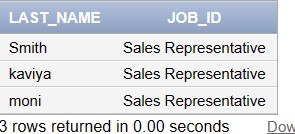 LAST_NAME JOB_ID
Smith Sales Representative
kaviya Sales Representative
moni Sales Representative
3 rows returned in 0.00 seconds